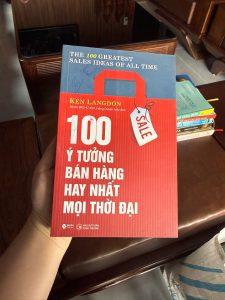 THE 100 GREATEST
SALES IDEAS OF ALL TIME
KEN LANGDON
SALE
100
Ý TƯỞNG
BÁN HÀNG
HAY NHẤT
MỌI THỜI ĐẠI